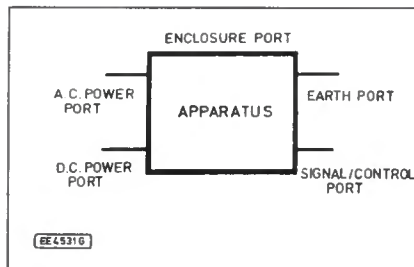 ENCLOSURE PORT
A.C. POWER
PORT
EARTH PORT
APPARATUS
D.C. POWER
PORT
SIGNAL/CONTROL
PORT
EE4531G